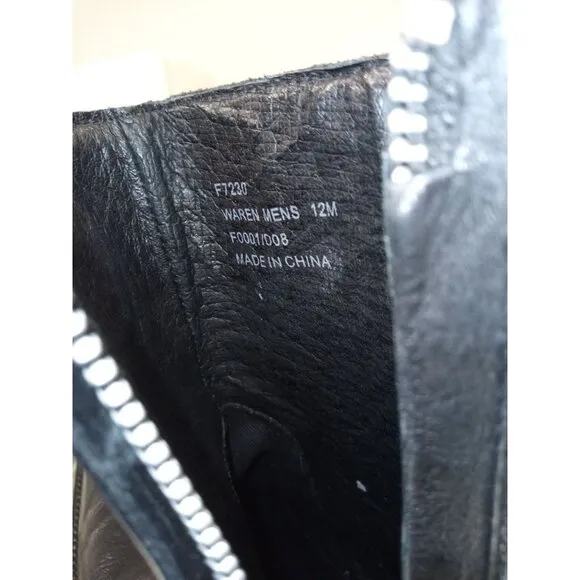 F7230
WAREN MENS 12M
F0001/008
MADE IN CHINA